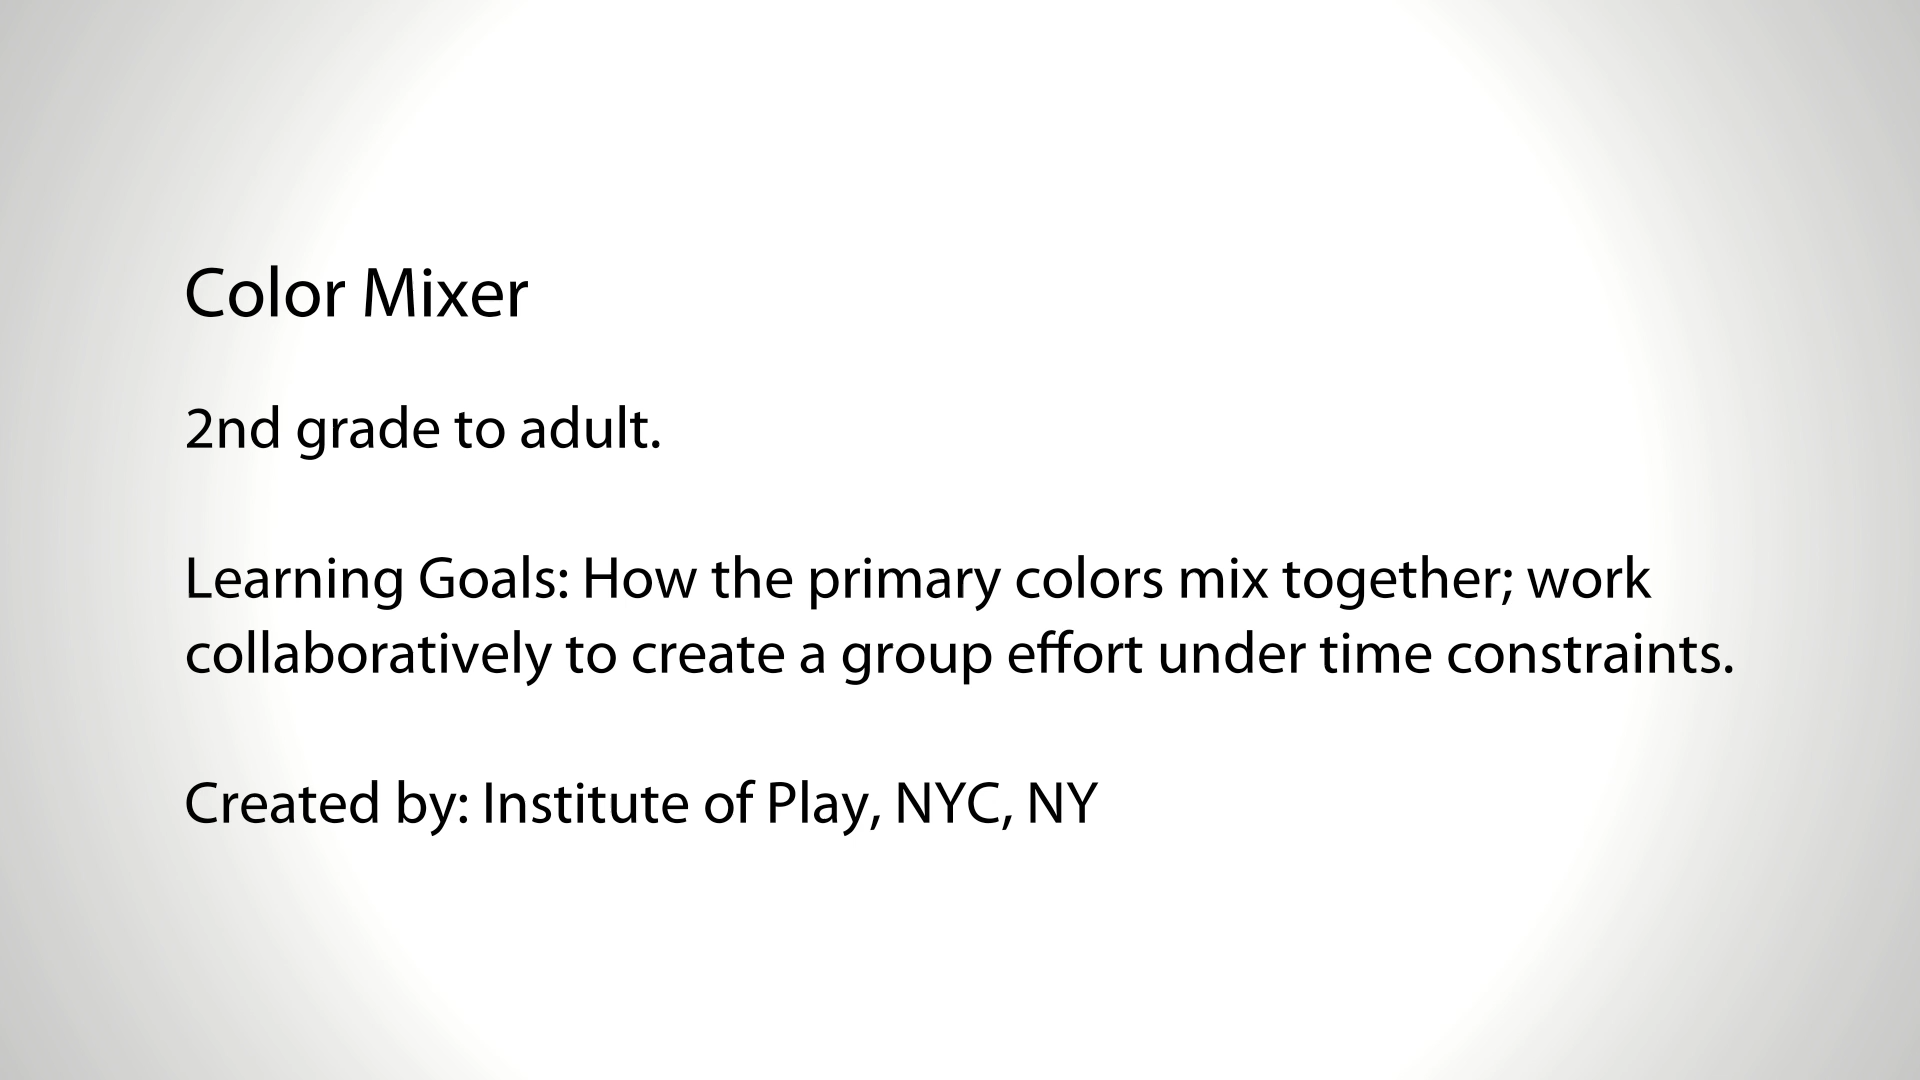 Color Mixer
2nd grade to adult.
Learning Goals: How the primary colors mix together; work
collaboratively to create a group effort under time constraints.
Created by: Institute of Play, NYC, NY